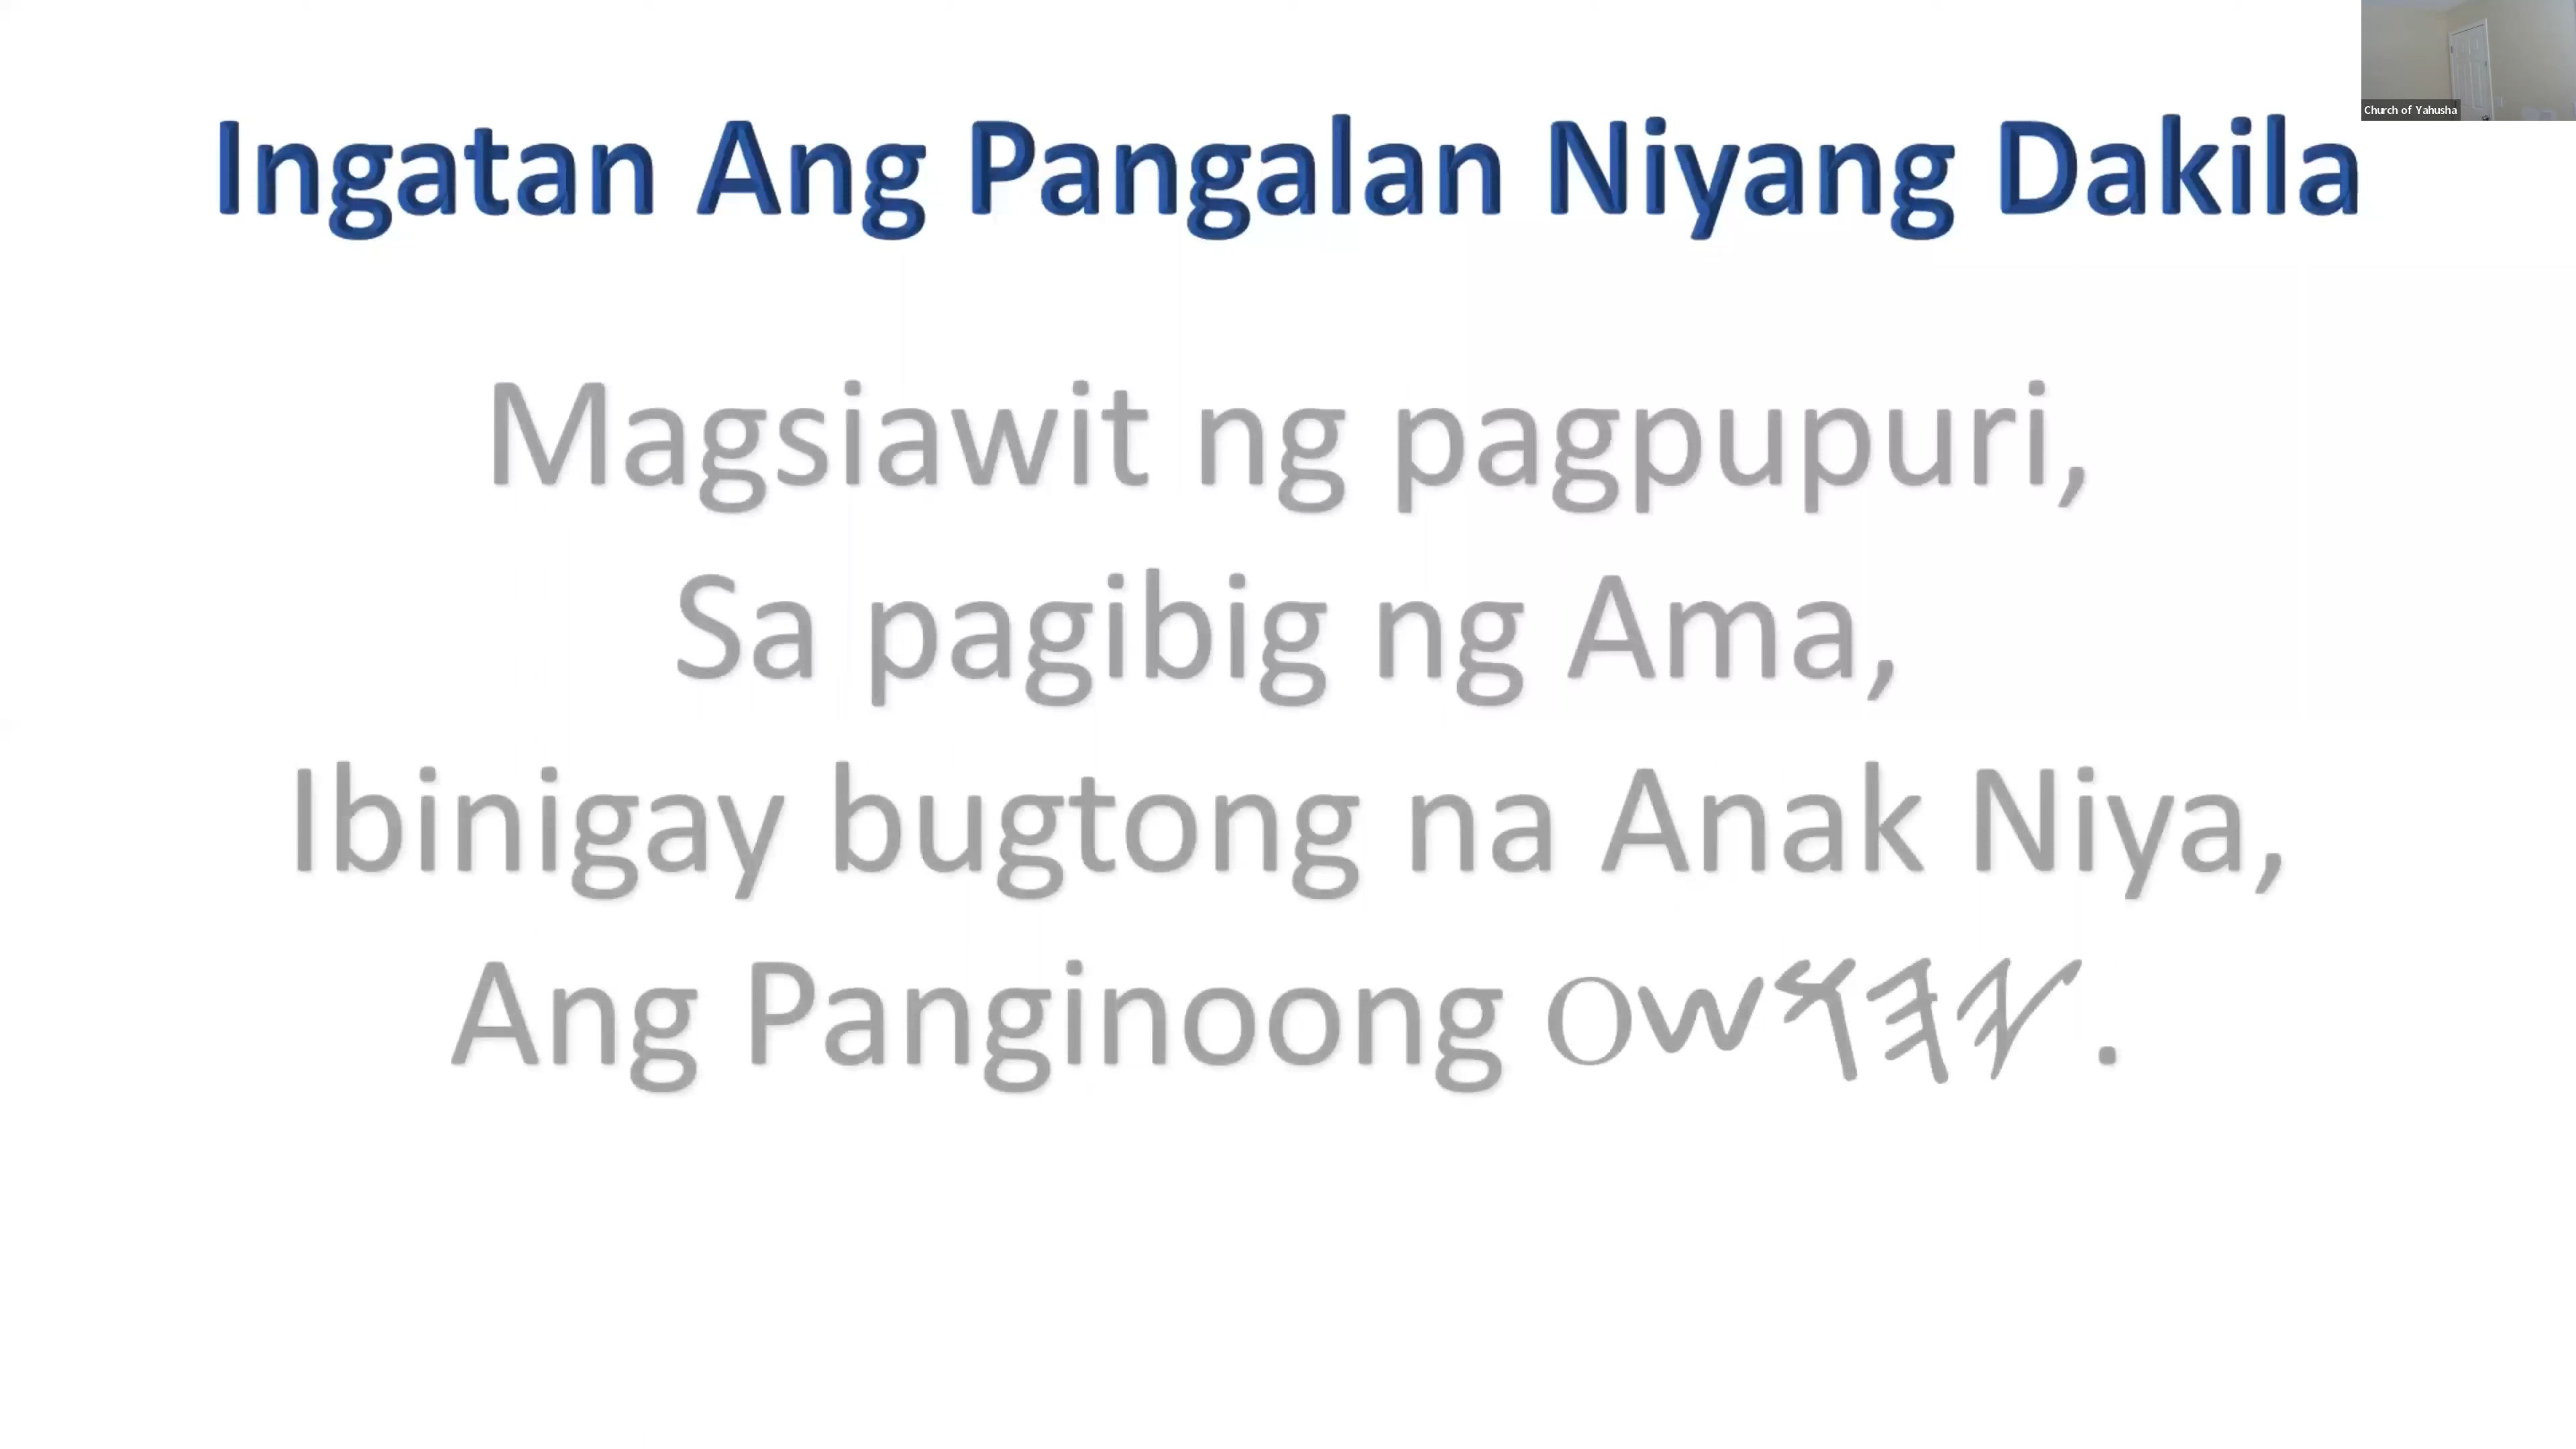 Church of Yahusha
Ingatan Ang Pangalan Niyang Dakila
Magsiawit ng pagpupuri,
Sa pagibig ng Ama,
Ibinigay bugtong na Anak Niya,
Ang Panginoong 𐤉𐤄𐤅𐤔𐤏.